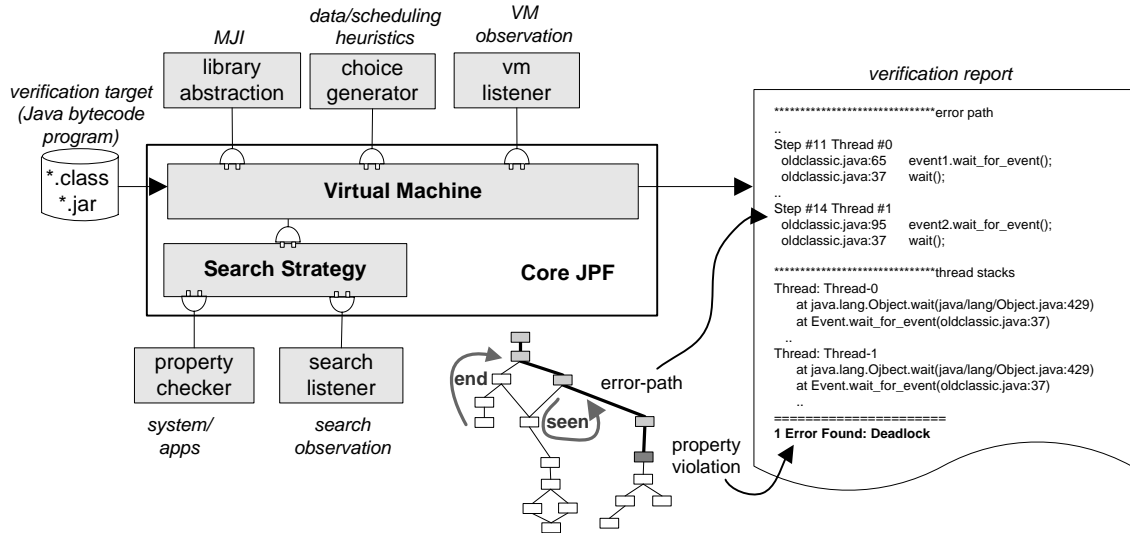 MJI
library
abstraction
data/scheduling
heuristics
choice
generator
VM
observation
vm
listener
verification target
(Java bytecode
program)
*.class
*.jar
Virtual Machine
Search Strategy
Core JPF
property
checker
system/
apps
search
listener
search
observation
end
seen
error-path
property
violation
verification report
*******************************error path
..
Step #11 Thread #0
oldclassic.java:65 event1.wait_for_event();
oldclassic.java:37 wait();
..
Step #14 Thread #1
oldclassic.java:95 event2.wait_for_event();
oldclassic.java:37 wait();
*******************************thread stacks
Thread: Thread-0
at java.lang.Object.wait(java/lang/Object.java:429)
at Event.wait_for_event(oldclassic.java:37)
..
Thread: Thread-1
at java.lang.Ojbect.wait(java/lang/Object.java:429)
at Event.wait_for_event(oldclassic.java:37)
..
======================
1 Error Found: Deadlock